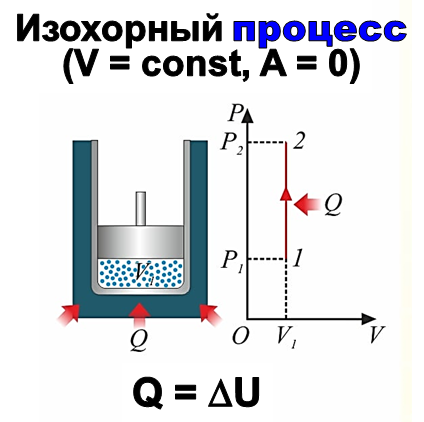 Изохорный процесс
(V = const, A = 0)
P
P₂
2
Q
V₁
P₁
1
Q
O
V₁
V
Q = ΔU